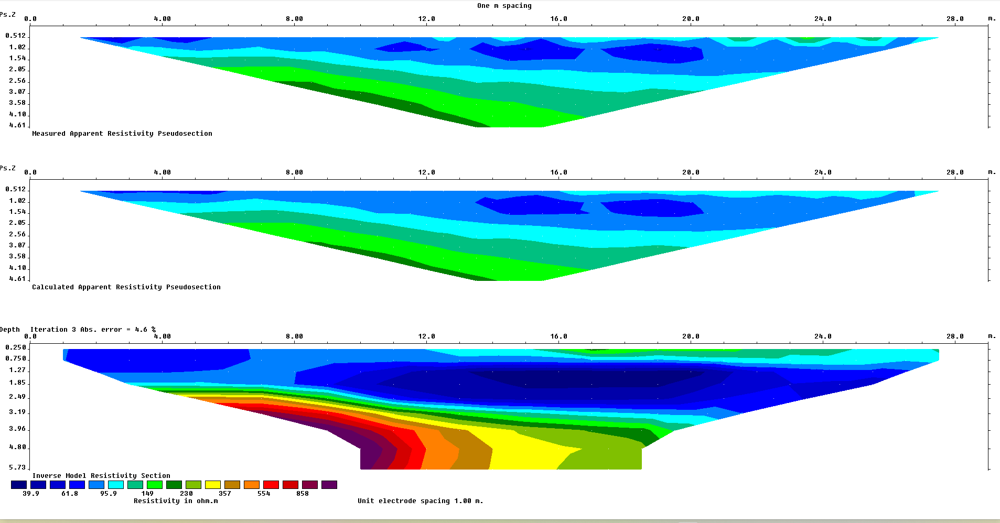 One m spacing
Ps.Z 0.0 4.00 8.00 12.0 16.0 20.0 24.0 28.0 m.
0.512
1.02
1.54
2.05
2.56
3.07
3.58
4.10
4.61
Measured Apparent Resistivity Pseudosection
Ps.Z 0.0 4.00 8.00 12.0 16.0 20.0 24.0 28.0 m.
0.512
1.02
1.54
2.05
2.56
3.07
3.58
4.10
4.61
Calculated Apparent Resistivity Pseudosection
Depth Iteration 3 Abs. error = 4.6 %
0.0 4.00 8.00 12.0 16.0 20.0 24.0 28.0 m.
0.250
0.750
1.27
1.85
2.49
3.19
3.96
4.80
5.73
Inverse Model Resistivity Section
39.9 61.8 95.9 149 230 357 554 858
Resistivity in ohm.m Unit electrode spacing 1.00 m.